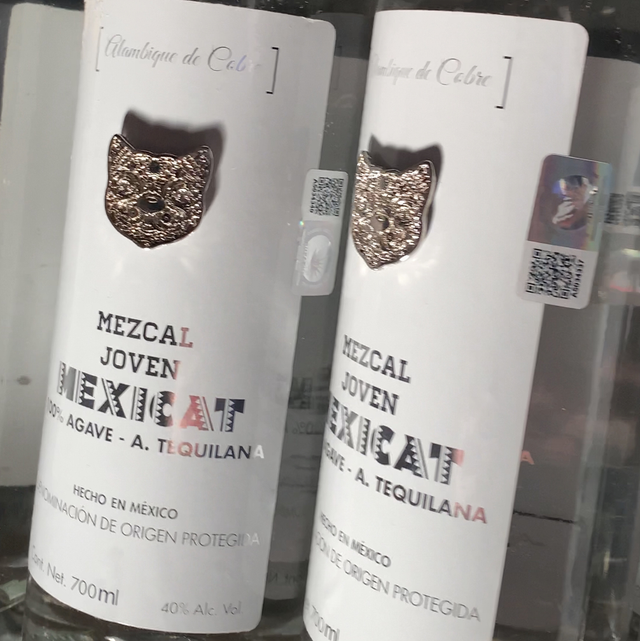 [Alambique de Cobre]
MEZCAL
JOVEN
MEXICAT
100% AGAVE - A. TEQUILANA
HECHO EN MÉXICO
DENOMINACIÓN DE ORIGEN PROTEGIDA
Cont. Net. 700ml
40% Alc. Vol
de Cobre]
MEZCAL
JOVEN
MEXICAT
AGAVE - A. TEQUILANA
HECHO EN MÉXICO
DE ORIGEN PROTEGIDA
700ml